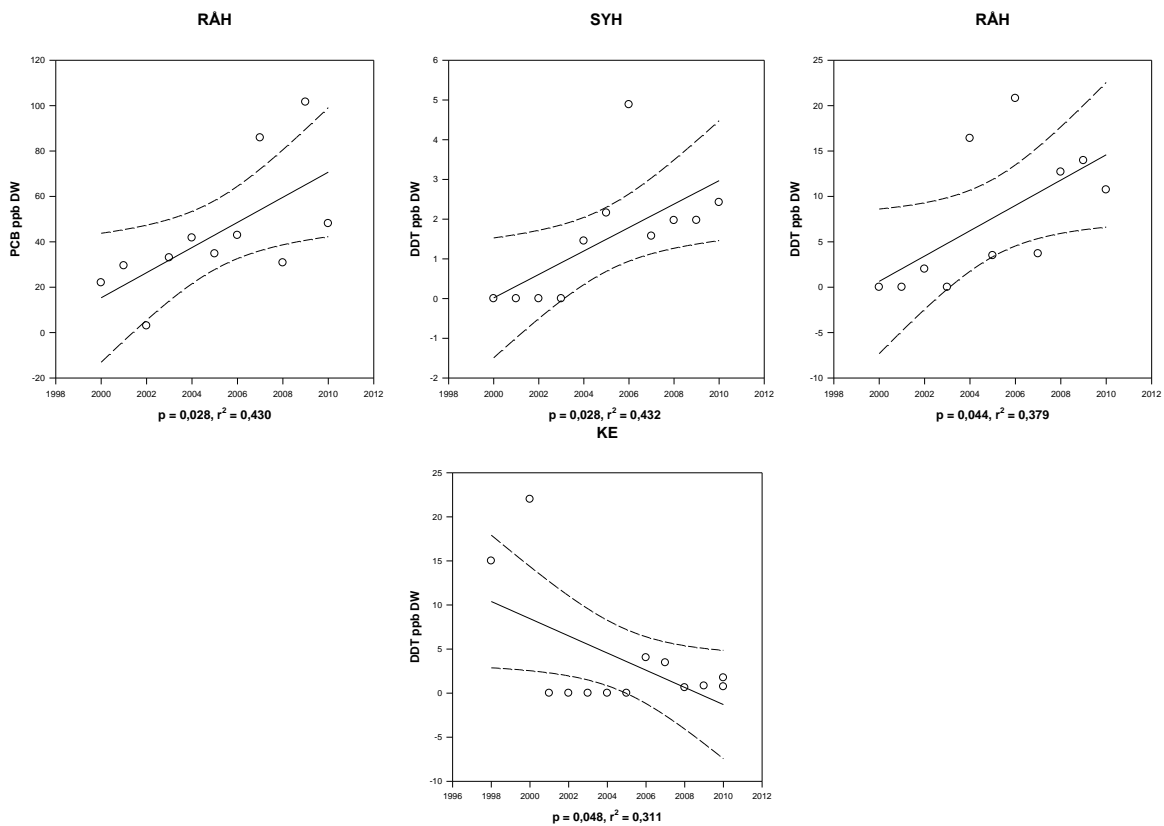 RÅH
SYH
RÅH
PCB ppb DW
120
100
80
60
40
20
0
-20
1998 2000 2002 2004 2006 2008 2010 2012
p = 0,028, r² = 0,430
DDT ppb DW
6
5
4
3
2
1
0
-1
-2
1998 2000 2002 2004 2006 2008 2010 2012
p = 0,028, r² = 0,432
DDT ppb DW
25
20
15
10
5
0
-5
-10
1998 2000 2002 2004 2006 2008 2010 2012
p = 0,044, r² = 0,379
KE
DDT ppb DW
25
20
15
10
5
0
-5
-10
1996 1998 2000 2002 2004 2006 2008 2010 2012
p = 0,048, r² = 0,311